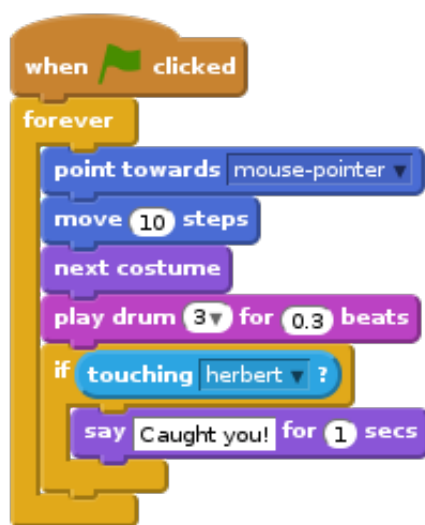 when clicked
forever
point towards mouse-pointer
move 10 steps
next costume
play drum 3 for 0.3 beats
if touching herbert ?
say Caught you! for 1 secs